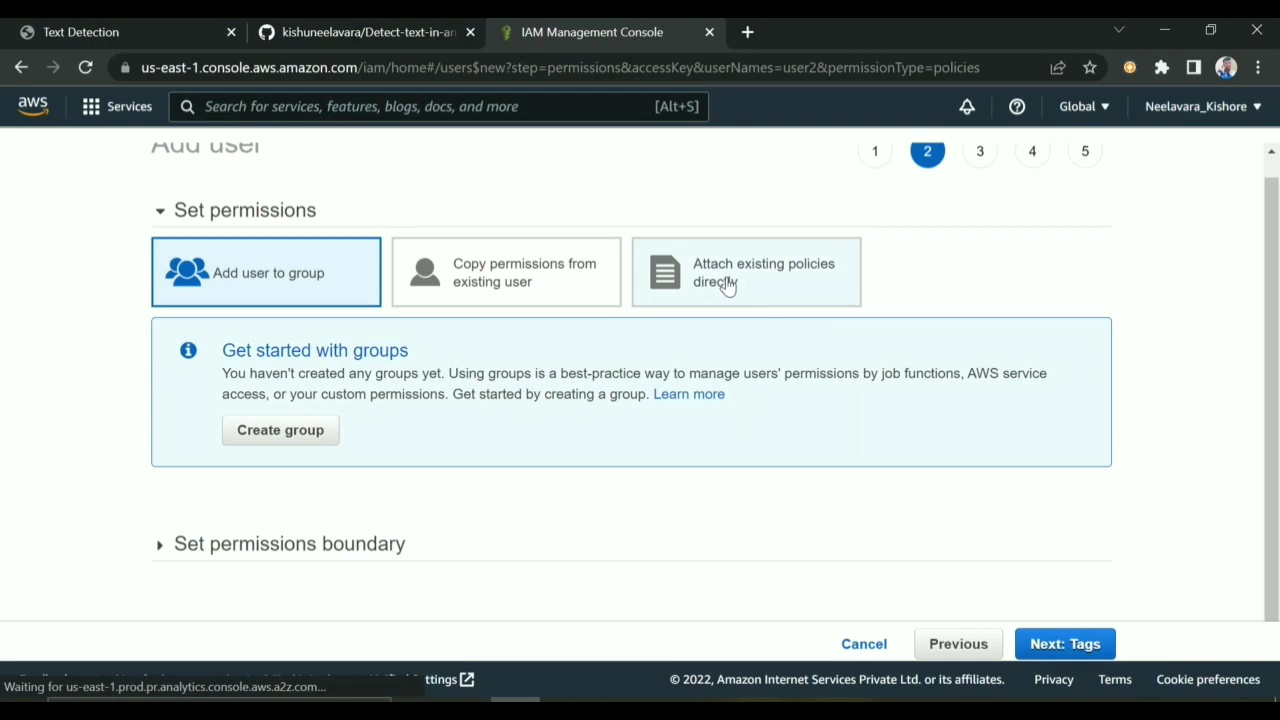 Text Detection
kishuneelavara/Detect-text-in-an
IAM Management Console
us-east-1.console.aws.amazon.com/iam/home#/users$new?step=permissions&accessKey&userNames=user2&permissionType=policies
aws
Services
Search for services, features, blogs, docs, and more
[Alt+S]
Global
Neelavara_Kishore
Add user
1
2
3
4
5
Set permissions
Add user to group
Copy permissions from
existing user
Attach existing policies
directly
Get started with groups
You haven't created any groups yet. Using groups is a best-practice way to manage users' permissions by job functions, AWS service
access, or your custom permissions. Get started by creating a group. Learn more
Create group
Set permissions boundary
Cancel
Previous
Next: Tags
Waiting for us-east-1.prod.pr.analytics.console.aws.a2z.com...
ttings
© 2022, Amazon Internet Services Private Ltd. or its affiliates.
Privacy
Terms
Cookie preferences